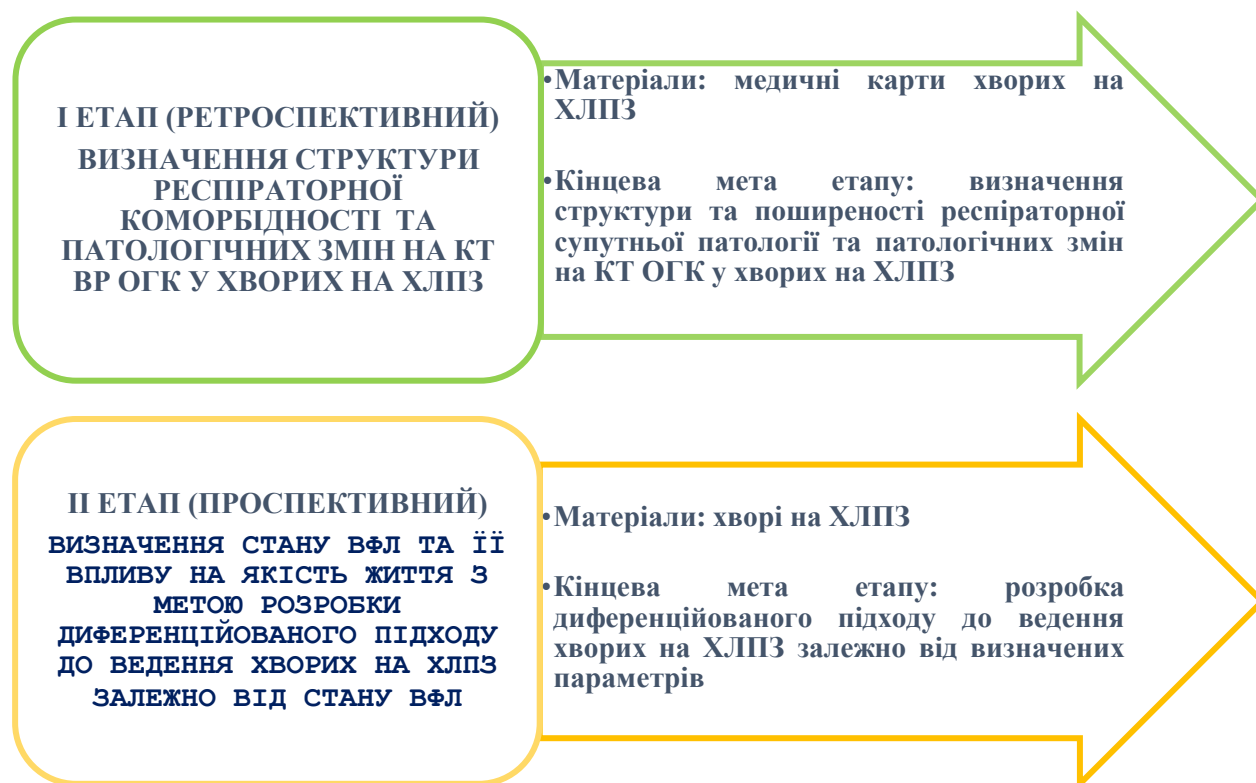 І ЕТАП (РЕТРОСПЕКТИВНИЙ)
ВИЗНАЧЕННЯ СТРУКТУРИ
РЕСПІРАТОРНОЇ
КОМОРБІДНОСТІ ТА
ПАТОЛОГІЧНИХ ЗМІН НА КТ
ВР ОГК У ХВОРИХ НА ХЛПЗ
•Матеріали: медичні карти хворих на
ХЛПЗ
•Кінцева мета етапу: визначення
структури та поширеності респіраторної
супутньої патології та патологічних змін
на КТ ОГК у хворих на ХЛПЗ
ІІ ЕТАП (ПРОСПЕКТИВНИЙ)
ВИЗНАЧЕННЯ СТАНУ ВФЛ ТА ЇЇ
ВПЛИВУ НА ЯКІСТЬ ЖИТТЯ З
МЕТОЮ РОЗРОБКИ
ДИФЕРЕНЦІЙОВАНОГО ПІДХОДУ
ДО ВЕДЕННЯ ХВОРИХ НА ХЛПЗ
ЗАЛЕЖНО ВІД СТАНУ ВФЛ
•Матеріали: хворі на ХЛПЗ
•Кінцева мета етапу: розробка
диференційованого підходу до ведення
хворих на ХЛПЗ залежно від визначених
параметрів